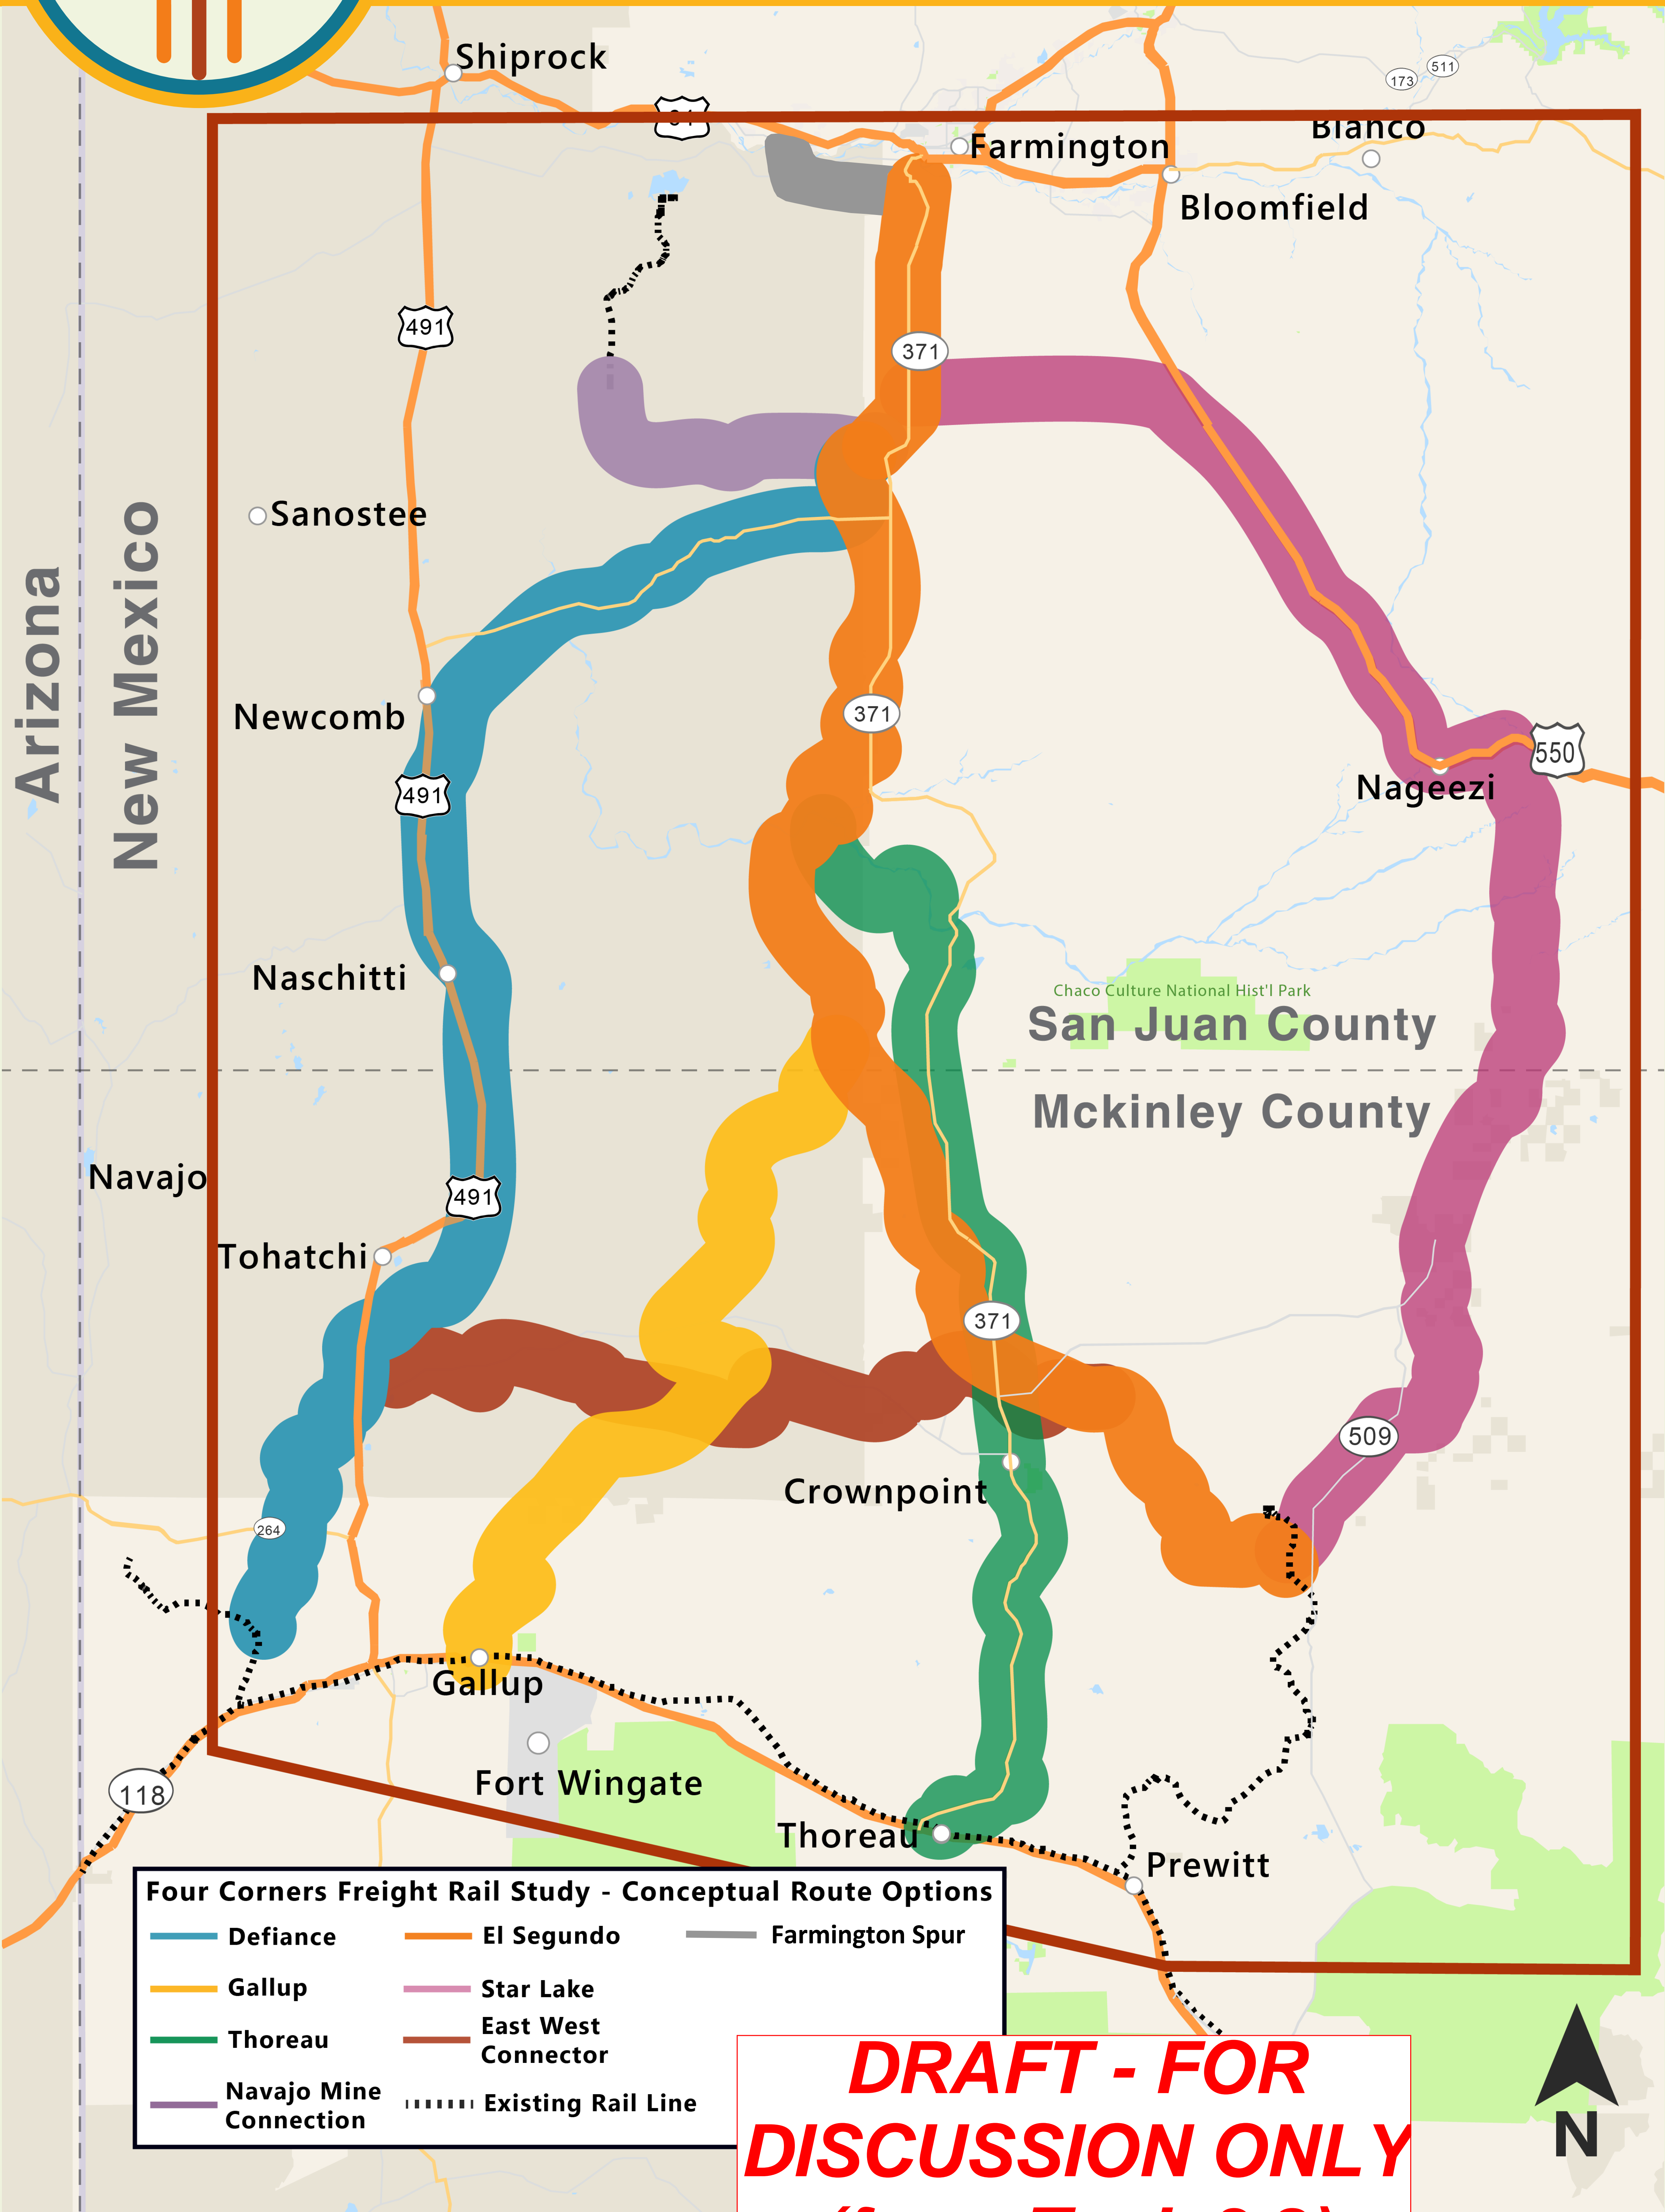 Shiprock
511
173
Blanco
Farmington
Bloomfield
491
371
Sanostee
Arizona
New Mexico
Newcomb
371
550
491
Nageezi
Naschitti
Chaco Culture National Hist'l Park
San Juan County
Mckinley County
Navajo
491
Tohatchi
371
509
Crownpoint
264
Gallup
Fort Wingate
118
Thoreau
Prewitt
Four Corners Freight Rail Study - Conceptual Route Options
Defiance
El Segundo
Farmington Spur
Gallup
Star Lake
Thoreau
East West
Connector
Navajo Mine
Connection
Existing Rail Line
DRAFT - FOR
DISCUSSION ONLY
N